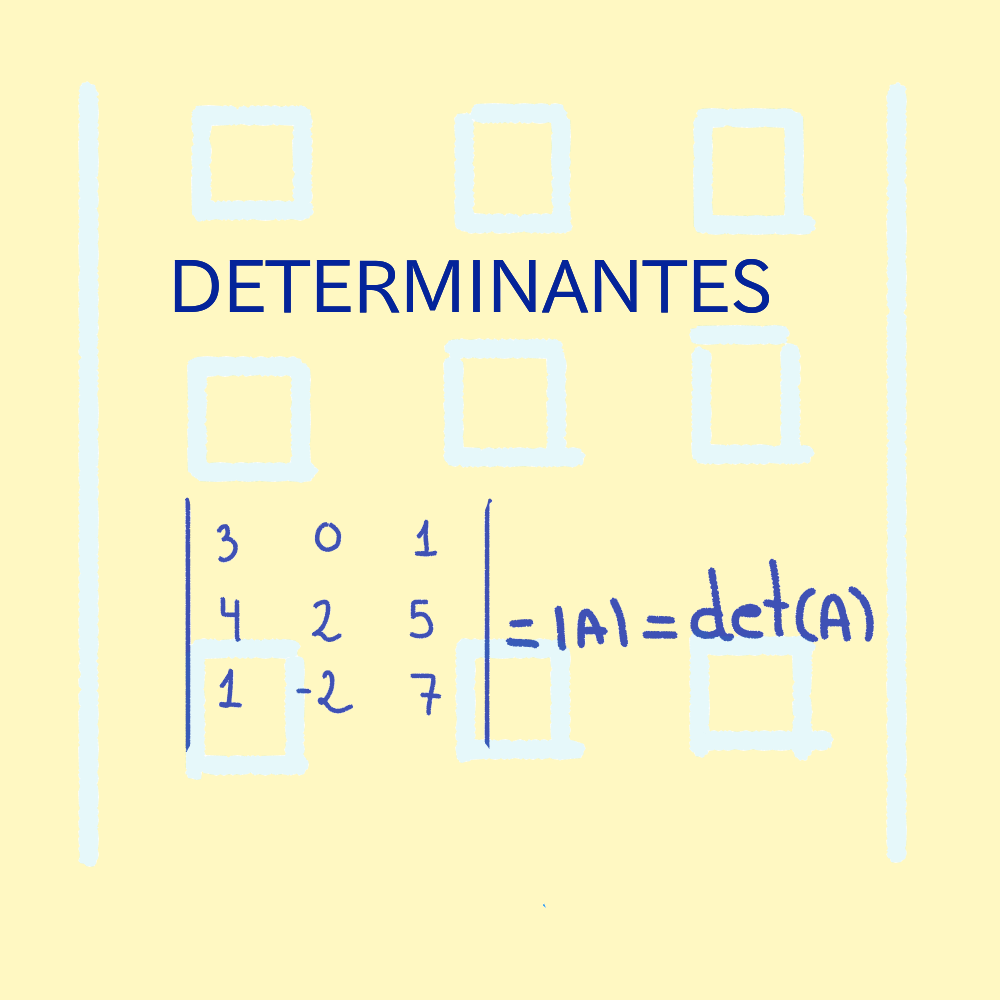 DETERMINANTES
3 0 1
4 2 5 = |A| = det(A)
1 -2 7